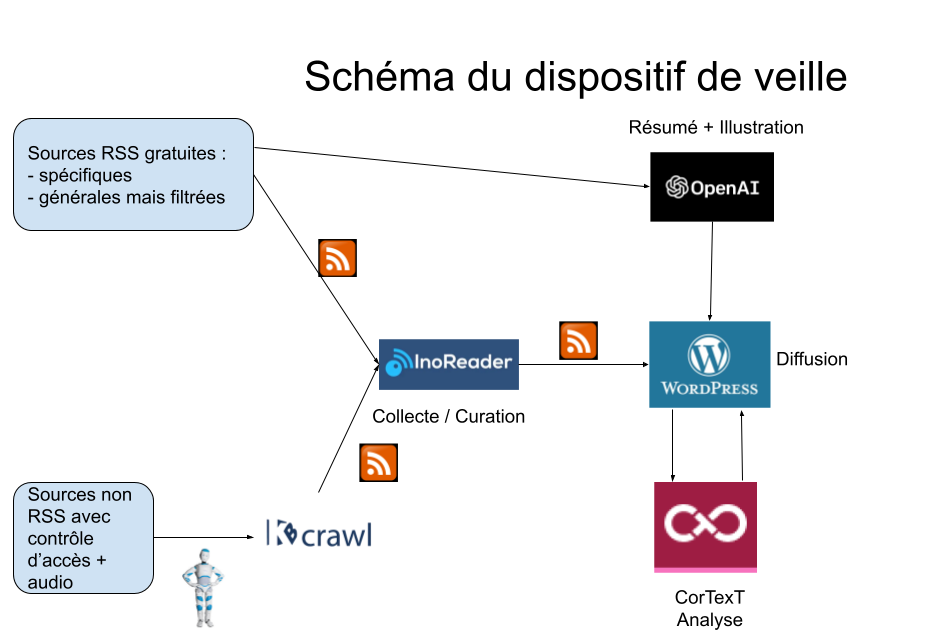 Schéma du dispositif de veille
Résumé + Illustration
Sources RSS gratuites :
- spécifiques
- générales mais filtrées
OpenAI
InoReader
WORDPRESS
Diffusion
Collecte / Curation
Sources non
RSS avec
contrôle
d'accès +
audio
KBcrawl
CorTexT
Analyse